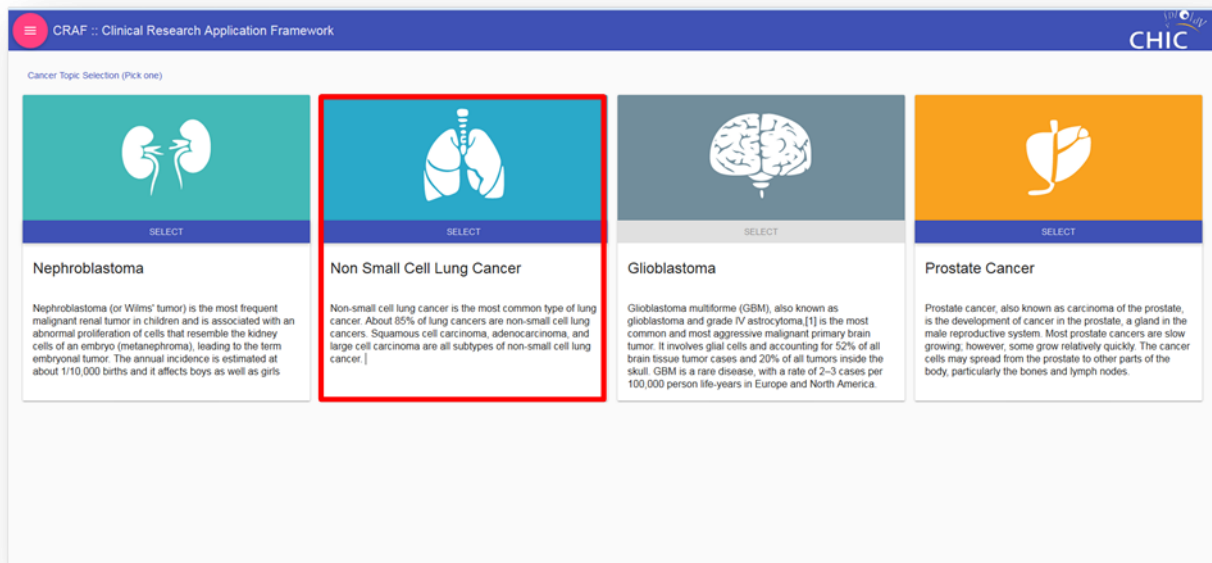 CRAF :: Clinical Research Application Framework
CHIC
Cancer Topic Selection (Pick one)
SELECT
Nephroblastoma
Nephroblastoma (or Wilms' tumor) is the most frequent
malignant renal tumor in children and is associated with an
abnormal proliferation of cells that resemble the kidney
cells of an embryo (metanephroma), leading to the term
embryonal tumor. The annual incidence is estimated at
about 1/10,000 births and it affects boys as well as girls
SELECT
Non Small Cell Lung Cancer
Non-small cell lung cancer is the most common type of lung
cancer. About 85% of lung cancers are non-small cell lung
cancers. Squamous cell carcinoma, adenocarcinoma, and
large cell carcinoma are all subtypes of non-small cell lung
cancer.
SELECT
Glioblastoma
Glioblastoma multiforme (GBM), also known as
glioblastoma and grade IV astrocytoma,[1] is the most
common and most aggressive malignant primary brain
tumor. It involves glial cells and accounting for 52% of all
brain tissue tumor cases and 20% of all tumors inside the
skull. GBM is a rare disease, with a rate of 2–3 cases per
100,000 person life-years in Europe and North America.
SELECT
Prostate Cancer
Prostate cancer, also known as carcinoma of the prostate,
is the development of cancer in the prostate, a gland in the
male reproductive system. Most prostate cancers are slow
growing; however, some grow relatively quickly. The cancer
cells may spread from the prostate to other parts of the
body, particularly the bones and lymph nodes.